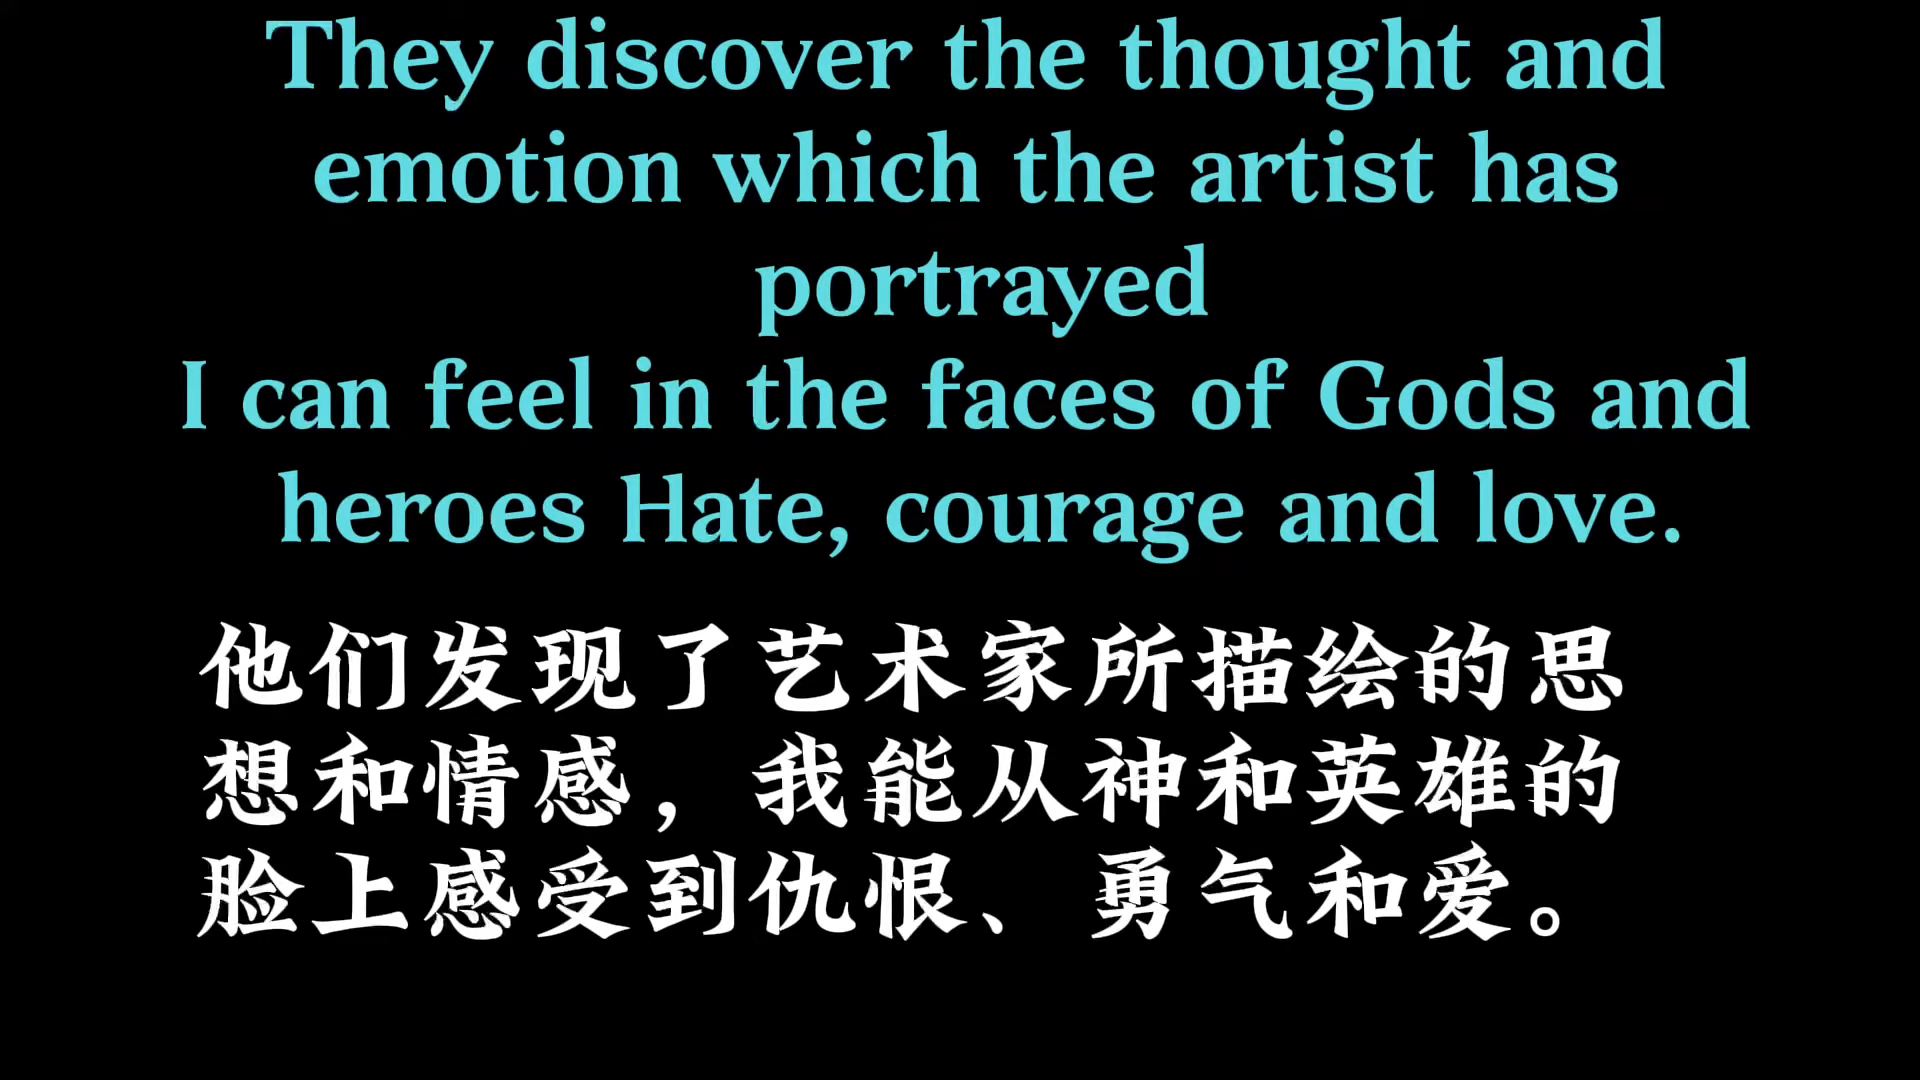 They discover the thought and
emotion which the artist has
portrayed
I can feel in the faces of Gods and
heroes Hate, courage and love.
他们发现了艺术家所描绘的思
想和情感，我能从神和英雄的
脸上感受到仇恨、勇气和爱。